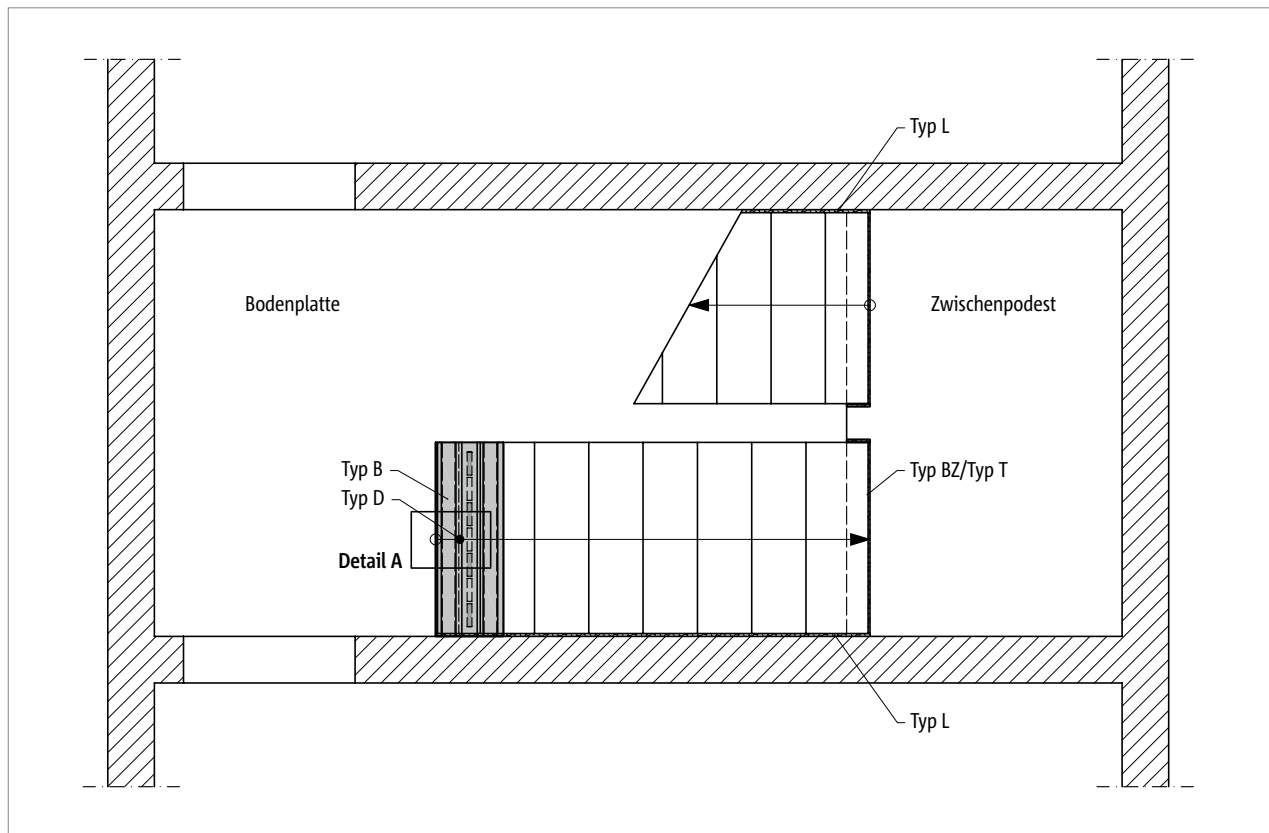 Typ L
Bodenplatte
Zwischenpodest
Typ B
Typ BZ/Typ T
Typ D
Detail A
Typ L